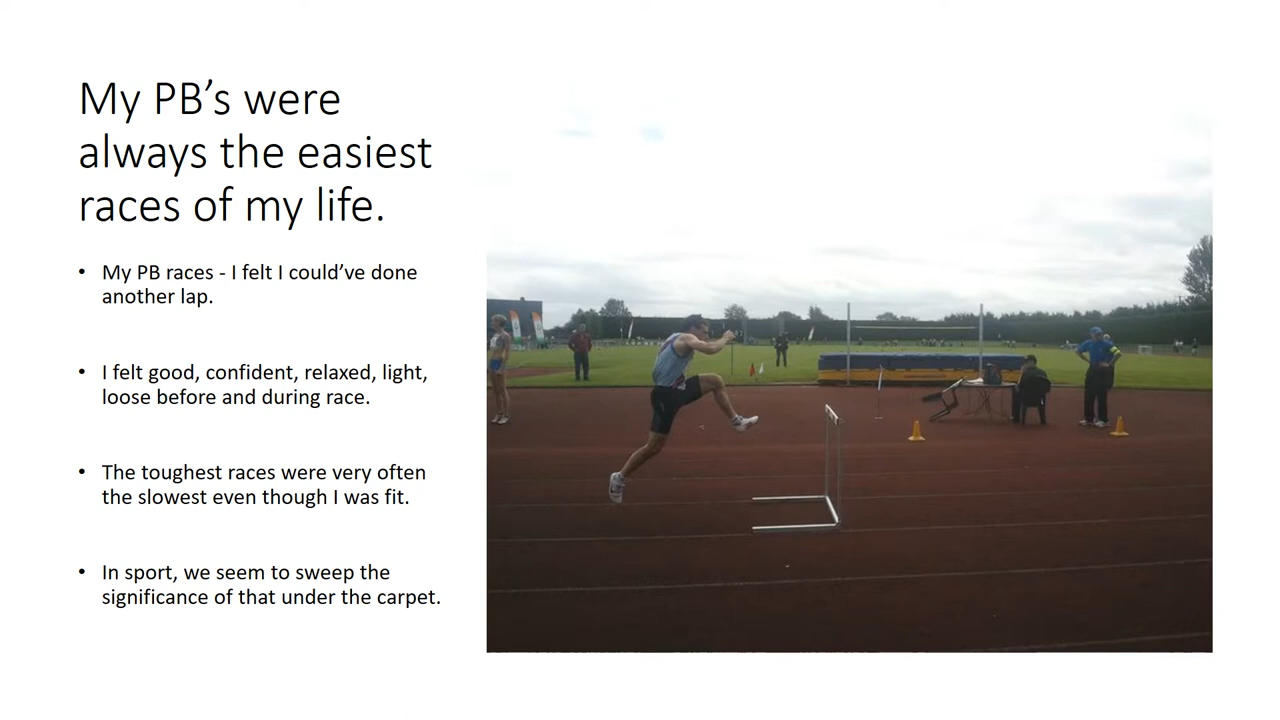 My PB’s were
always the easiest
races of my life.
• My PB races - I felt I could’ve done
another lap.
• I felt good, confident, relaxed, light,
loose before and during race.
• The toughest races were very often
the slowest even though I was fit.
• In sport, we seem to sweep the
significance of that under the carpet.